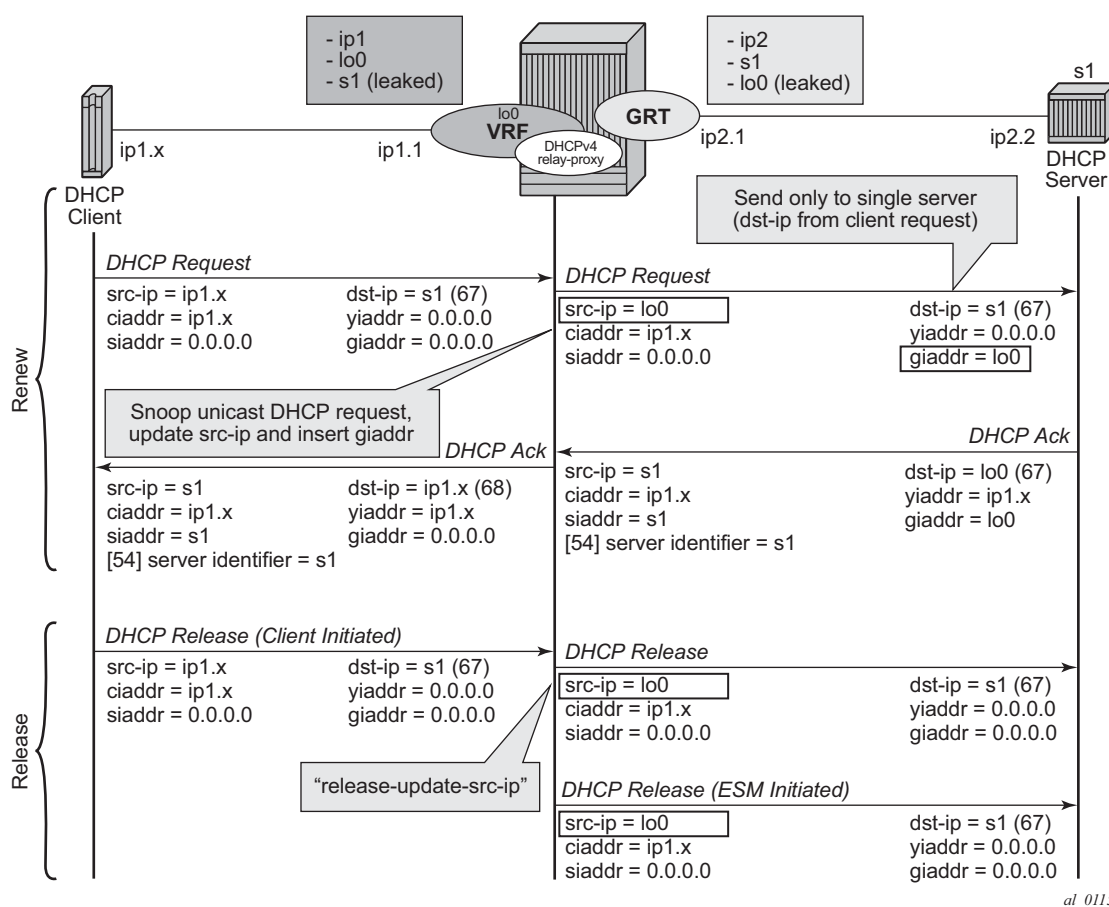 - ip1
- lo0
- s1 (leaked)
- ip2
- s1
- lo0 (leaked)
s1
lo0
VRF
GRT
DHCPv4
relay-proxy
ip1.x
ip1.1
ip2.1
ip2.2
DHCP
Client
DHCP
Server
Send only to single server
(dst-ip from client request)
Renew
DHCP Request
src-ip = ip1.x dst-ip = s1 (67)
ciaddr = ip1.x yiaddr = 0.0.0.0
siaddr = 0.0.0.0 giaddr = 0.0.0.0
DHCP Request
src-ip = lo0 dst-ip = s1 (67)
ciaddr = ip1.x yiaddr = 0.0.0.0
siaddr = 0.0.0.0 giaddr = lo0
Snoop unicast DHCP request,
update src-ip and insert giaddr
DHCP Ack
src-ip = s1 dst-ip = ip1.x (68)
ciaddr = ip1.x yiaddr = ip1.x
siaddr = s1 giaddr = 0.0.0.0
[54] server identifier = s1
DHCP Ack
src-ip = s1 dst-ip = lo0 (67)
ciaddr = ip1.x yiaddr = ip1.x
siaddr = s1 giaddr = lo0
[54] server identifier = s1
Release
DHCP Release (Client Initiated)
src-ip = ip1.x dst-ip = s1 (67)
ciaddr = ip1.x yiaddr = 0.0.0.0
siaddr = 0.0.0.0 giaddr = 0.0.0.0
DHCP Release
src-ip = lo0 dst-ip = s1 (67)
ciaddr = ip1.x yiaddr = 0.0.0.0
siaddr = 0.0.0.0 giaddr = 0.0.0.0
“release-update-src-ip”
DHCP Release (ESM Initiated)
src-ip = lo0 dst-ip = s1 (67)
ciaddr = ip1.x yiaddr = 0.0.0.0
siaddr = 0.0.0.0 giaddr = 0.0.0.0